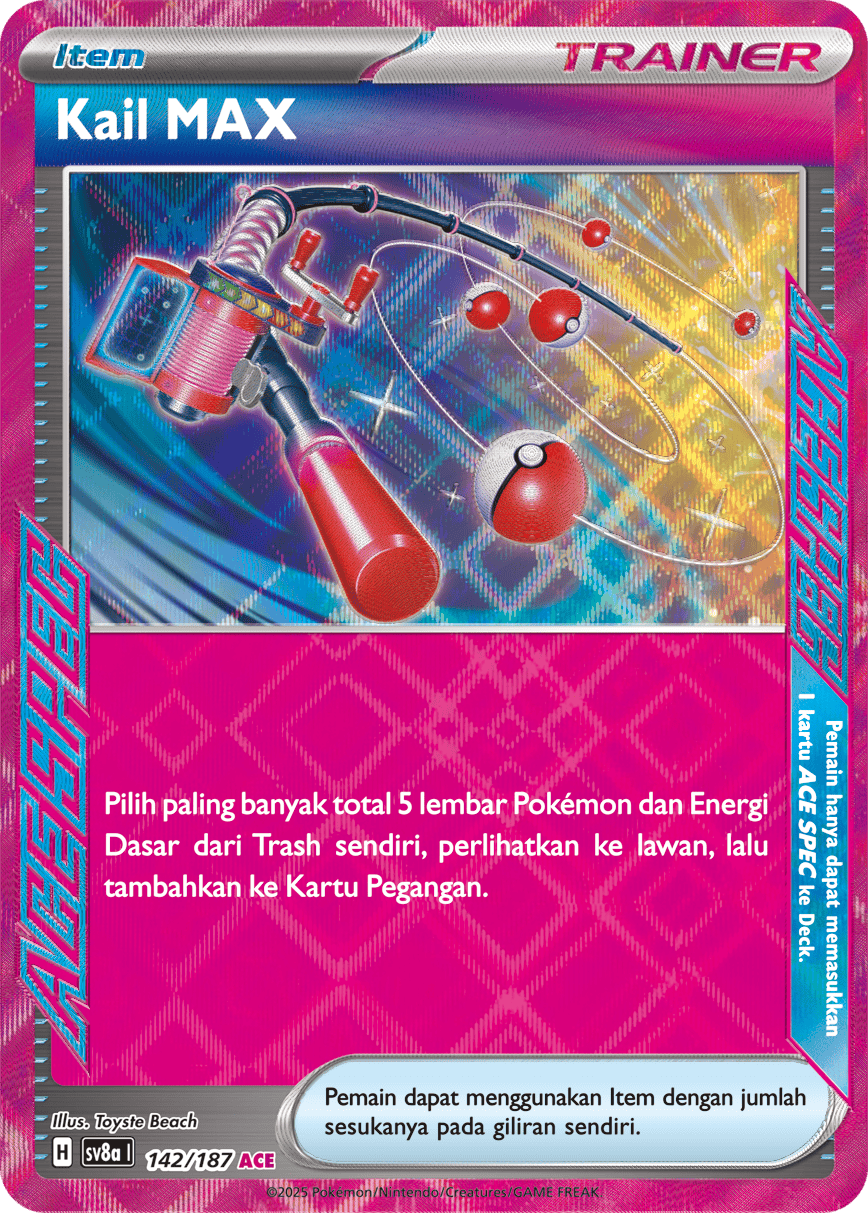 Item
TRAINER
Kail MAX
ACE SPEC
ACE SPEC
Pemain hanya dapat memasukkan
1 kartu ACE SPEC ke Deck.
Pilih paling banyak total 5 lembar Pokémon dan Energi
Dasar dari Trash sendiri, perlihatkan ke lawan, lalu
tambahkan ke Kartu Pegangan.
Pemain dapat menggunakan Item dengan jumlah
sesukanya pada giliran sendiri.
Illus. Toyste Beach
H sv8a I 142/187 ACE
©2025 Pokémon/Nintendo/Creatures/GAME FREAK.